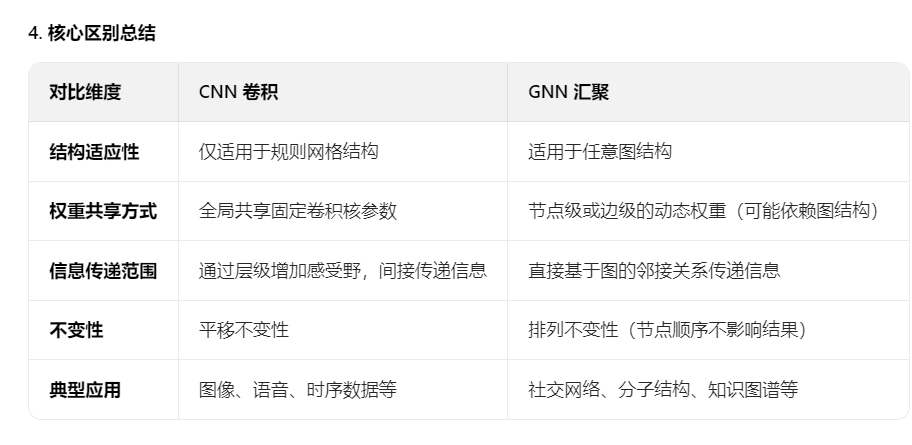 4. 核心区别总结
对比维度 CNN 卷积 GNN 汇聚
结构适应性 仅适用于规则网格结构 适用于任意图结构
权重共享方式 全局共享固定卷积核参数 节点级或边级的动态权重（可能依赖图结构）
信息传递范围 通过层级增加感受野，间接传递信息 直接基于图的邻接关系传递信息
不变性 平移不变性 排列不变性（节点顺序不影响结果）
典型应用 图像、语音、时序数据等 社交网络、分子结构、知识图谱等